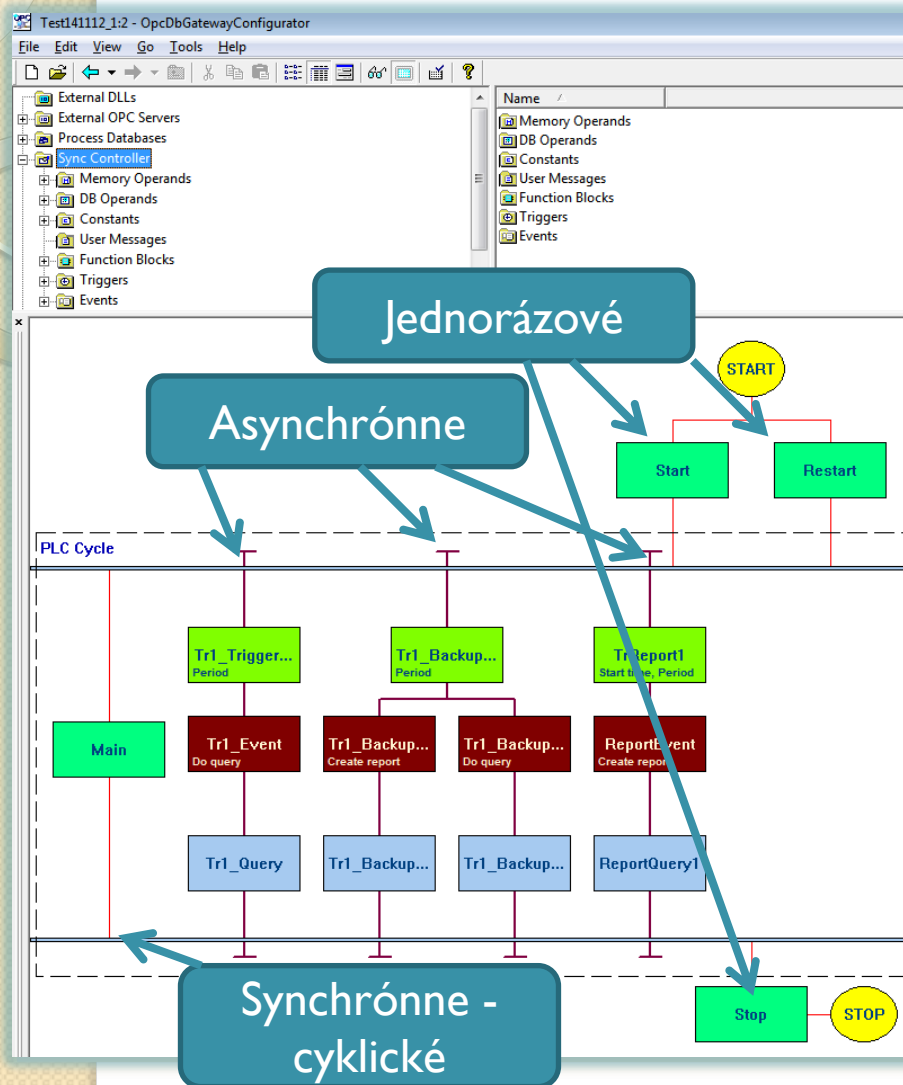 Test141112_1:2 - OpcDbGatewayConfigurator
File Edit View Go Tools Help
External DLLs
External OPC Servers
Process Databases
Sync Controller
Memory Operands
DB Operands
Constants
User Messages
Function Blocks
Triggers
Events
Name
Memory Operands
DB Operands
Constants
User Messages
Function Blocks
Triggers
Events
Jednorázové
Asynchrónne
START
Start
Restart
PLC Cycle
Tr1_Trigger...
Period
Tr1_Backup...
Period
TrReport1
Start time, Period
Main
Tr1_Event
Do query
Tr1_Backup...
Create report
Tr1_Backup...
Do query
ReportEvent
Create report
Tr1_Query
Tr1_Backup...
Tr1_Backup...
ReportQuery1
Synchrónne -
cyklické
Stop
STOP